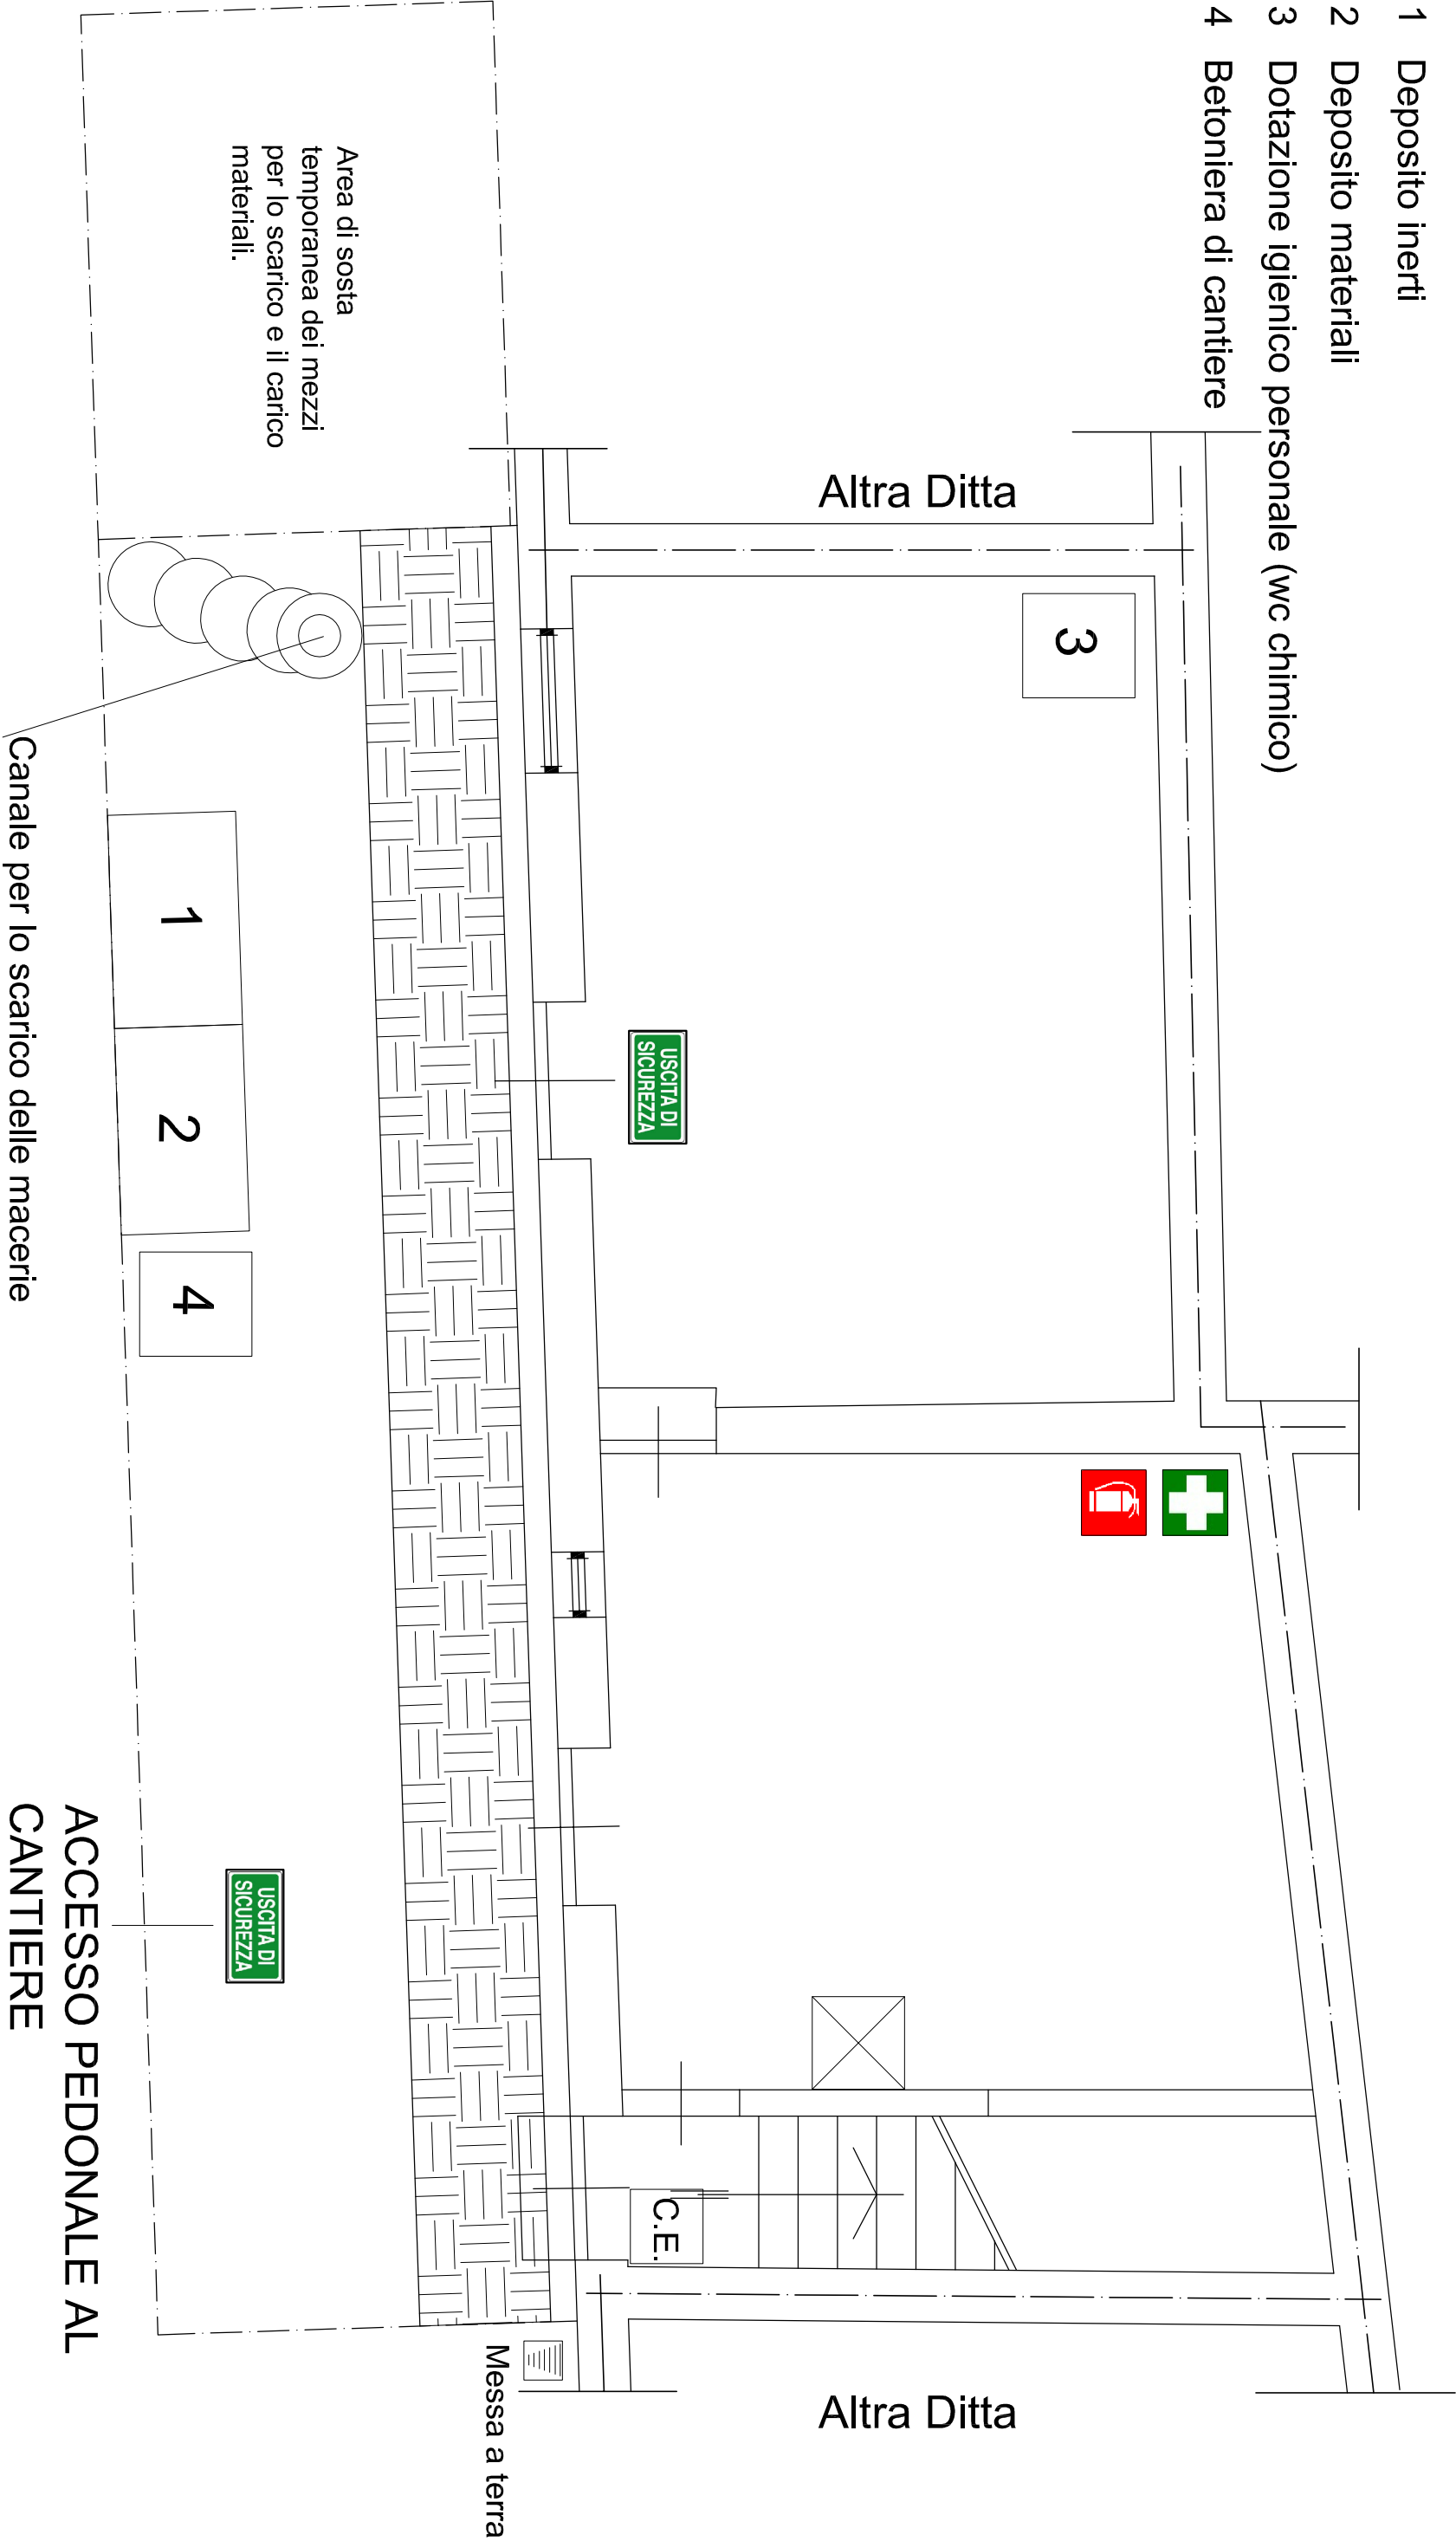 1 Deposito inerti
2 Deposito materiali
3 Dotazione igienico personale (wc chimico)
4 Betoniera di cantiere
Altra Ditta
3
Area di sosta
temporanea dei mezzi
per lo scarico e il carico
materiali.
USCITA DI
SICUREZZA
1
2
4
Canale per lo scarico delle macerie
USCITA DI
SICUREZZA
C.E.
ACCESSO PEDONALE AL
CANTIERE
Messa a terra
Altra Ditta